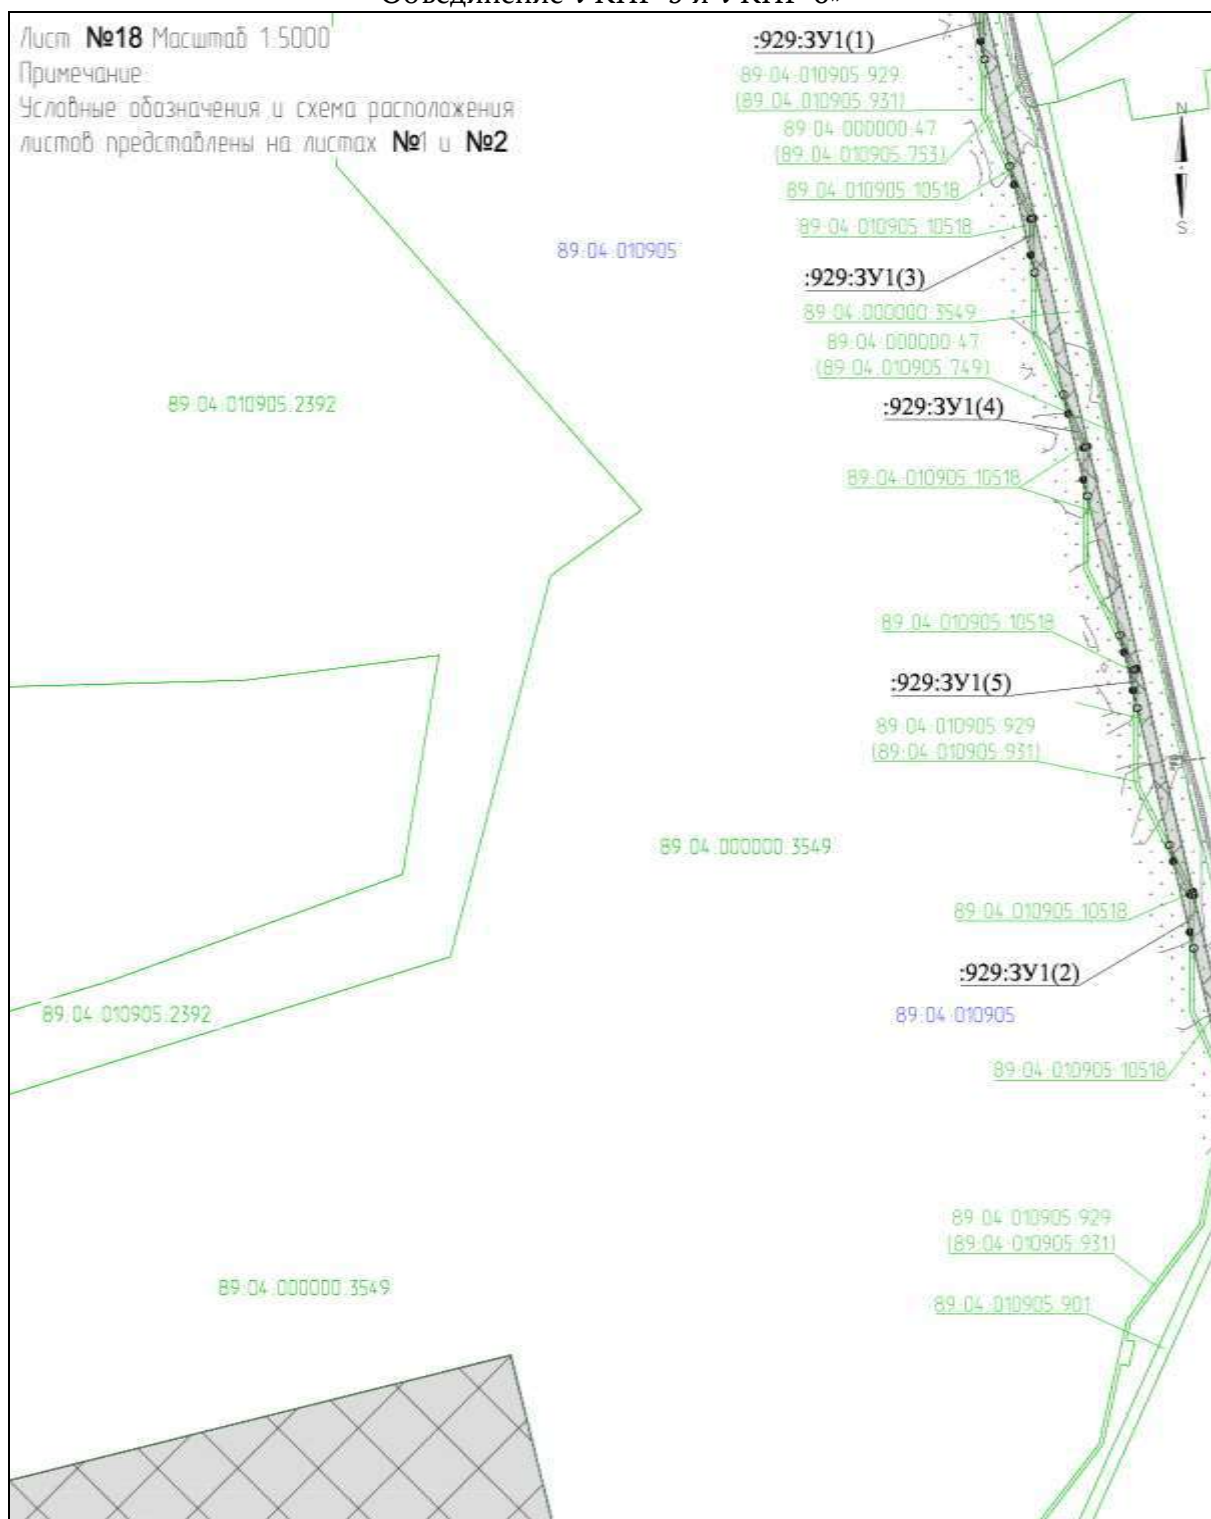 Лист №18 Масштаб 1:5000
Примечание:
Условные обозначения и схема расположения
листов представлены на листах №1 и №2
:929:ЗУ1(1)
89:04:010905:929
(89:04:010905:931)
89:04:000000:47
(89:04:010905:753)
89:04:010905:10518
89:04:010905:10518
N
S
89:04:010905
:929:ЗУ1(3)
89:04:000000:3549
89:04:000000:47
(89:04:010905:749)
89:04:010905:2392
:929:ЗУ1(4)
89:04:010905:10518
89:04:010905:10518
:929:ЗУ1(5)
89:04:010905:929
(89:04:010905:931)
89:04:000000:3549
89:04:010905:10518
:929:ЗУ1(2)
89:04:010905:2392
89:04:010905
89:04:010905:10518
89:04:010905:929
(89:04:010905:931)
89:04:000000:3549
89:04:010905:901